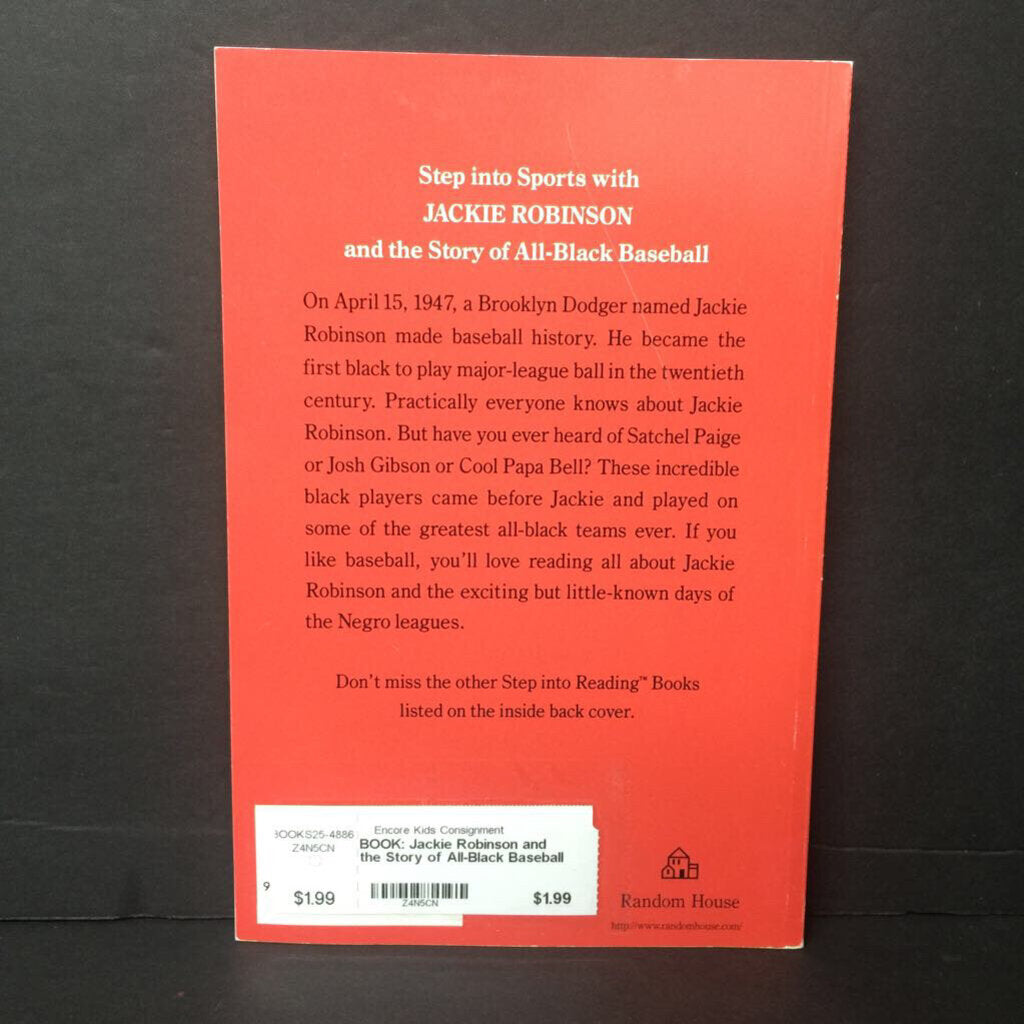 Step into Sports with
JACKIE ROBINSON
and the Story of All-Black Baseball
On April 15, 1947, a Brooklyn Dodger named Jackie
Robinson made baseball history. He became the
first black to play major-league ball in the twentieth
century. Practically everyone knows about Jackie
Robinson. But have you ever heard of Satchel Paige
or Josh Gibson or Cool Papa Bell? These incredible
black players came before Jackie and played on
some of the greatest all-black teams ever. If you
like baseball, you'll love reading all about Jackie
Robinson and the exciting but little-known days of
the Negro leagues.
Don't miss the other Step into Reading™ Books
listed on the inside back cover.
BOOKS25-4886
Z4N5CN
9
$1.99
Encore Kids Consignment
BOOK: Jackie Robinson and
the Story of All-Black Baseball
Z4N5CN
$1.99
Random House
http://www.randomhouse.com/